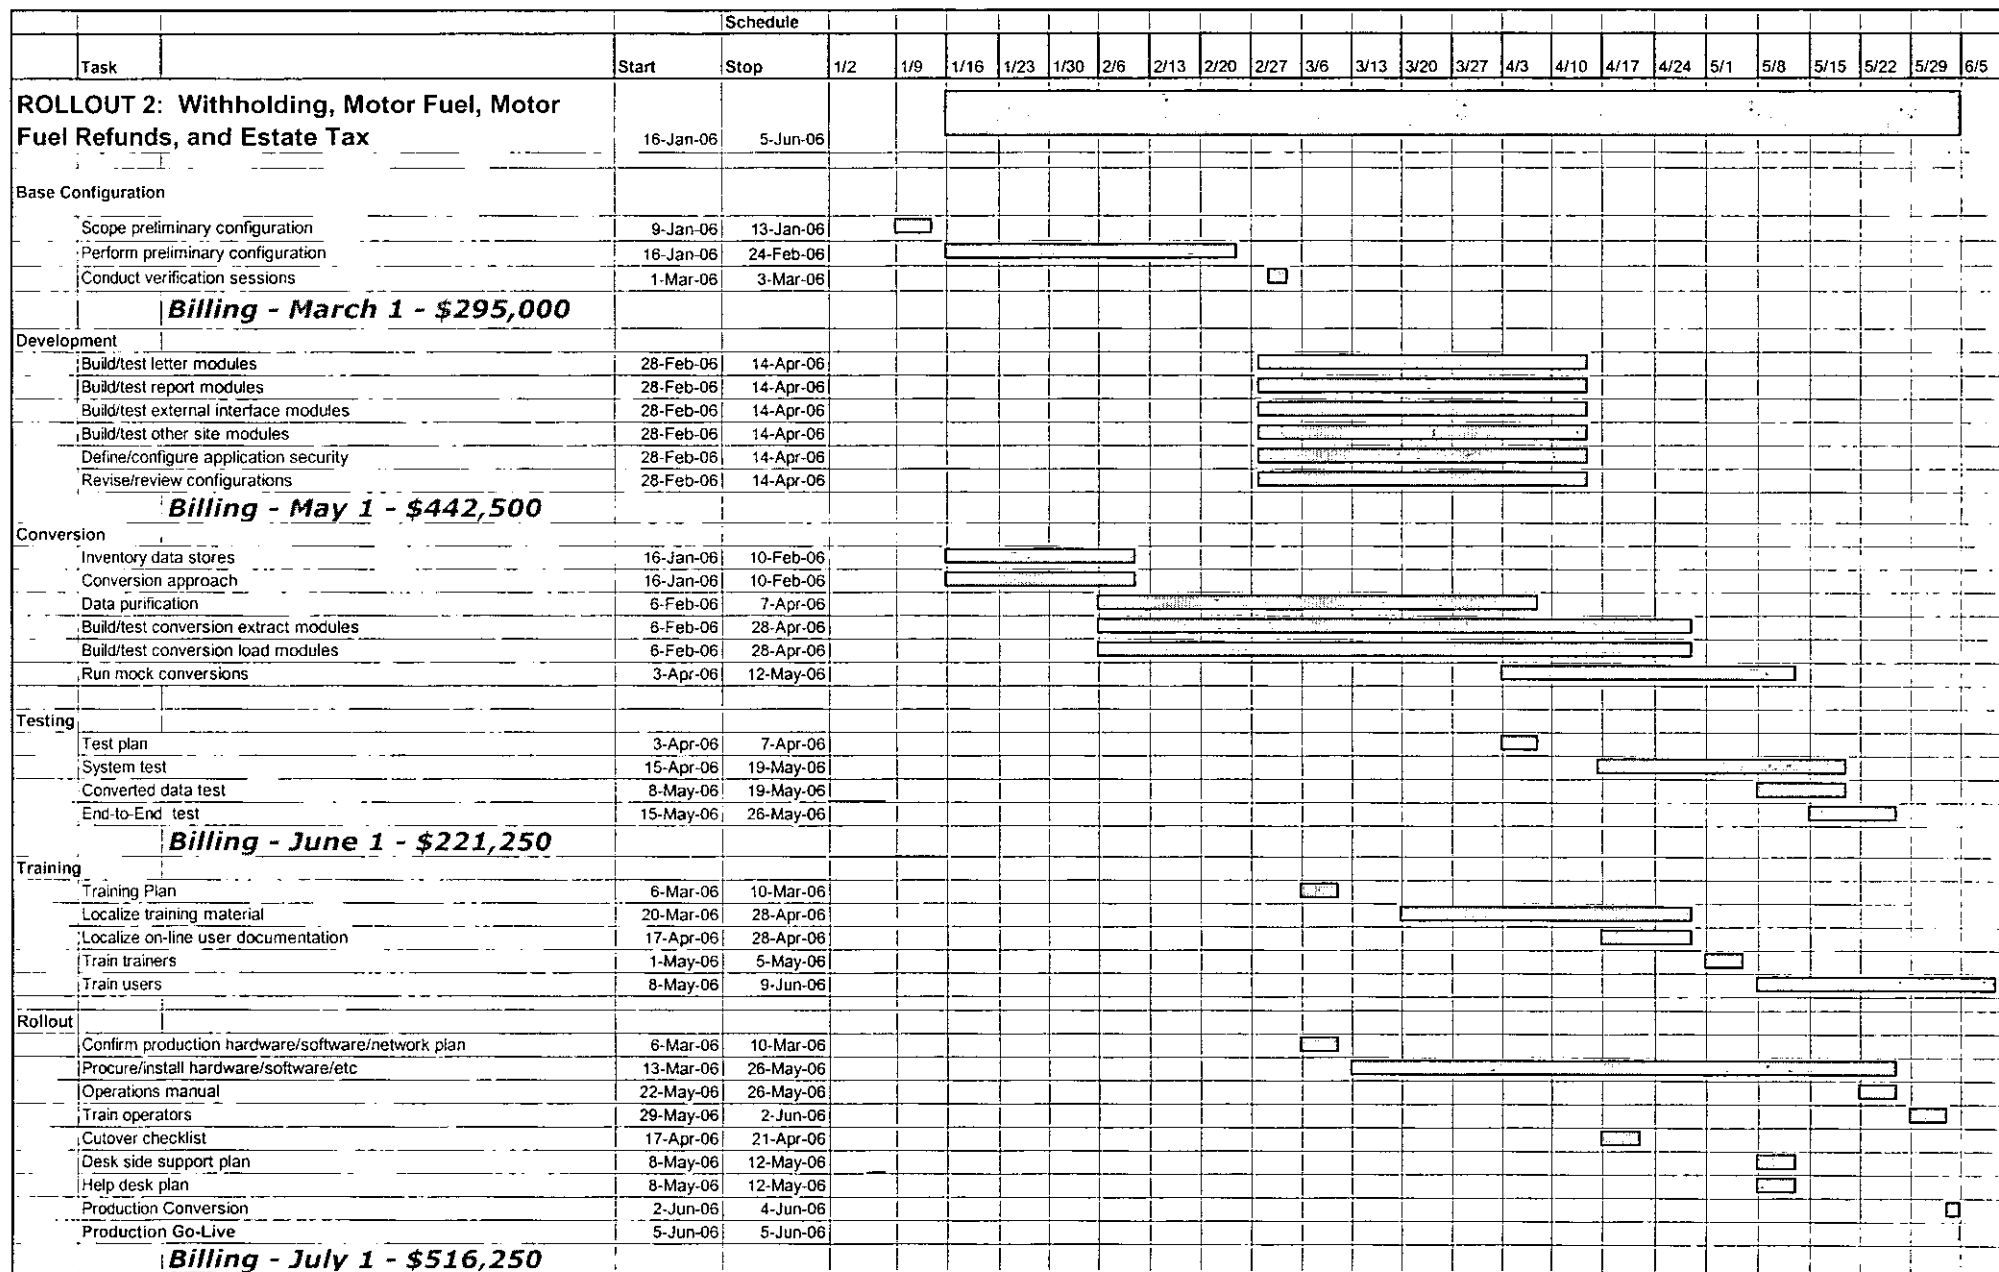 Schedule
Task Start Stop 1/2 1/9 1/16 1/23 1/30 2/6 2/13 2/20 2/27 3/6 3/13 3/20 3/27 4/3 4/10 4/17 4/24 5/1 5/8 5/15 5/22 5/29 6/5
ROLLOUT 2: Withholding, Motor Fuel, Motor
Fuel Refunds, and Estate Tax 16-Jan-06 5-Jun-06
Base Configuration
Scope preliminary configuration 9-Jan-06 13-Jan-06
Perform preliminary configuration 16-Jan-06 24-Feb-06
Conduct verification sessions 1-Mar-06 3-Mar-06
Billing - March 1 - $295,000
Development
Build/test letter modules 28-Feb-06 14-Apr-06
Build/test report modules 28-Feb-06 14-Apr-06
Build/test external interface modules 28-Feb-06 14-Apr-06
Build/test other site modules 28-Feb-06 14-Apr-06
Define/configure application security 28-Feb-06 14-Apr-06
Revise/review configurations 28-Feb-06 14-Apr-06
Billing - May 1 - $442,500
Conversion
Inventory data stores 16-Jan-06 10-Feb-06
Conversion approach 16-Jan-06 10-Feb-06
Data purification 6-Feb-06 7-Apr-06
Build/test conversion extract modules 6-Feb-06 28-Apr-06
Build/test conversion load modules 6-Feb-06 28-Apr-06
Run mock conversions 3-Apr-06 12-May-06
Testing
Test plan 3-Apr-06 7-Apr-06
System test 15-Apr-06 19-May-06
Converted data test 8-May-06 19-May-06
End-to-End test 15-May-06 26-May-06
Billing - June 1 - $221,250
Training
Training Plan 6-Mar-06 10-Mar-06
Localize training material 20-Mar-06 28-Apr-06
Localize on-line user documentation 17-Apr-06 28-Apr-06
Train trainers 1-May-06 5-May-06
Train users 8-May-06 9-Jun-06
Rollout
Confirm production hardware/software/network plan 6-Mar-06 10-Mar-06
Procure/install hardware/software/etc 13-Mar-06 26-May-06
Operations manual 22-May-06 26-May-06
Train operators 29-May-06 2-Jun-06
Cutover checklist 17-Apr-06 21-Apr-06
Desk side support plan 8-May-06 12-May-06
Help desk plan 8-May-06 12-May-06
Production Conversion 2-Jun-06 4-Jun-06
Production Go-Live 5-Jun-06 5-Jun-06
Billing - July 1 - $516,250